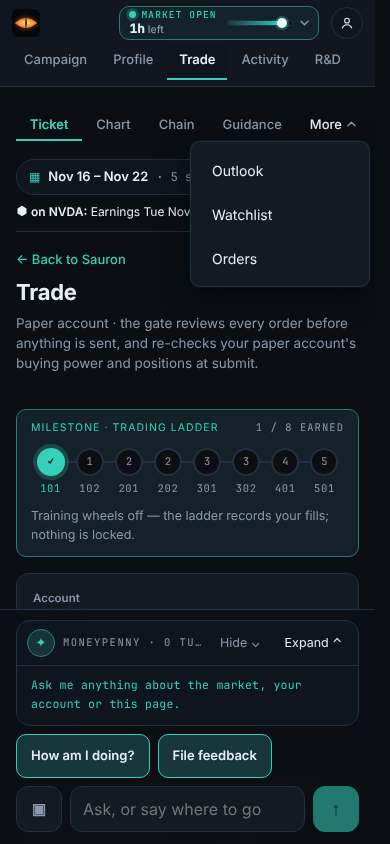 MARKET OPEN
1h left
Campaign Profile Trade Activity R&D
Ticket Chart Chain Guidance More
Outlook
Watchlist
Orders
Nov 16 – Nov 22 · 5 s
on NVDA: Earnings Tue Nov
← Back to Sauron
Trade
Paper account · the gate reviews every order before
anything is sent, and re-checks your paper account's
buying power and positions at submit.
MILESTONE · TRADING LADDER 1 / 8 EARNED
✓ 1 2 2 3 3 4 5
101 102 201 202 301 302 401 501
Training wheels off — the ladder records your fills;
nothing is locked.
Account
MONEYPENNY · 0 TU… Hide Expand
Ask me anything about the market, your
account or this page.
How am I doing? File feedback
Ask, or say where to go